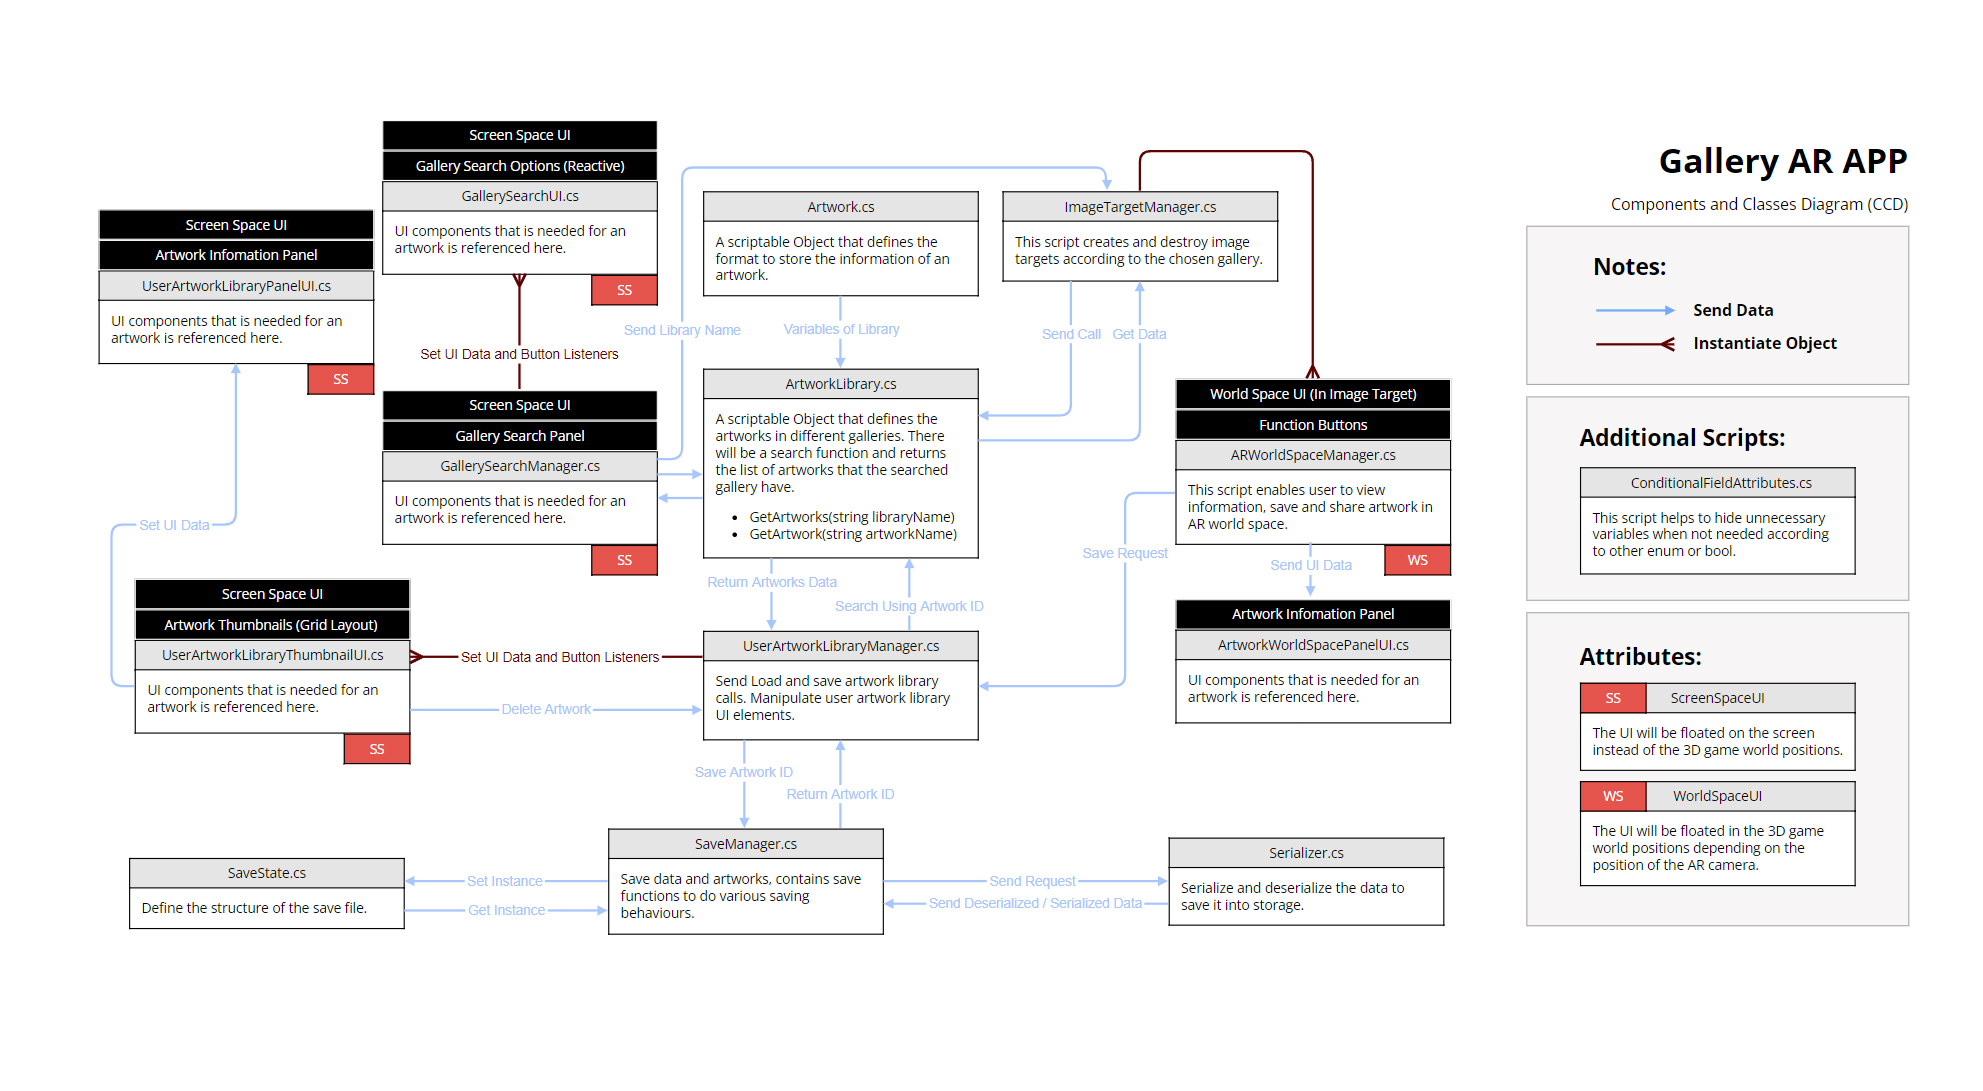 Screen Space UI
Gallery Search Options (Reactive)
GallerySearchUI.cs
UI components that is needed for an
artwork is referenced here.
SS
Screen Space UI
Artwork Infomation Panel
UserArtworkLibraryPanelUI.cs
UI components that is needed for an
artwork is referenced here.
SS
Artwork.cs
A scriptable Object that defines the
format to store the information of an
artwork.
ImageTargetManager.cs
This script creates and destroy image
targets according to the chosen gallery.
Send Library Name
Variables of Library
Send Call
Get Data
Set UI Data and Button Listeners
Screen Space UI
Gallery Search Panel
GallerySearchManager.cs
UI components that is needed for an
artwork is referenced here.
SS
ArtworkLibrary.cs
A scriptable Object that defines the
artworks in different galleries. There
will be a search function and returns
the list of artworks that the searched
gallery have.
• GetArtworks(string libraryName)
• GetArtwork(string artworkName)
World Space UI (In Image Target)
Function Buttons
ARWorldSpaceManager.cs
This script enables user to view
information, save and share artwork in
AR world space.
WS
Set UI Data
Save Request
Send UI Data
Return Artworks Data
Search Using Artwork ID
Screen Space UI
Artwork Thumbnails (Grid Layout)
UserArtworkLibraryThumbnailUI.cs
UI components that is needed for an
artwork is referenced here.
SS
Set UI Data and Button Listeners
Delete Artwork
UserArtworkLibraryManager.cs
Send Load and save artwork library
calls. Manipulate user artwork library
UI elements.
Artwork Infomation Panel
ArtworkWorldSpacePanelUI.cs
UI components that is needed for an
artwork is referenced here.
Save Artwork ID
Return Artwork ID
SaveState.cs
Define the structure of the save file.
Set Instance
Get Instance
SaveManager.cs
Save data and artworks, contains save
functions to do various saving
behaviours.
Send Request
Send Deserialized / Serialized Data
Serializer.cs
Serialize and deserialize the data to
save it into storage.
Gallery AR APP
Components and Classes Diagram (CCD)
Notes:
Send Data
Instantiate Object
Additional Scripts:
ConditionalFieldAttributes.cs
This script helps to hide unnecessary
variables when not needed according
to other enum or bool.
Attributes:
SS ScreenSpaceUI
The UI will be floated on the screen
instead of the 3D game world positions.
WS WorldSpaceUI
The UI will be floated in the 3D game
world positions depending on the
position of the AR camera.